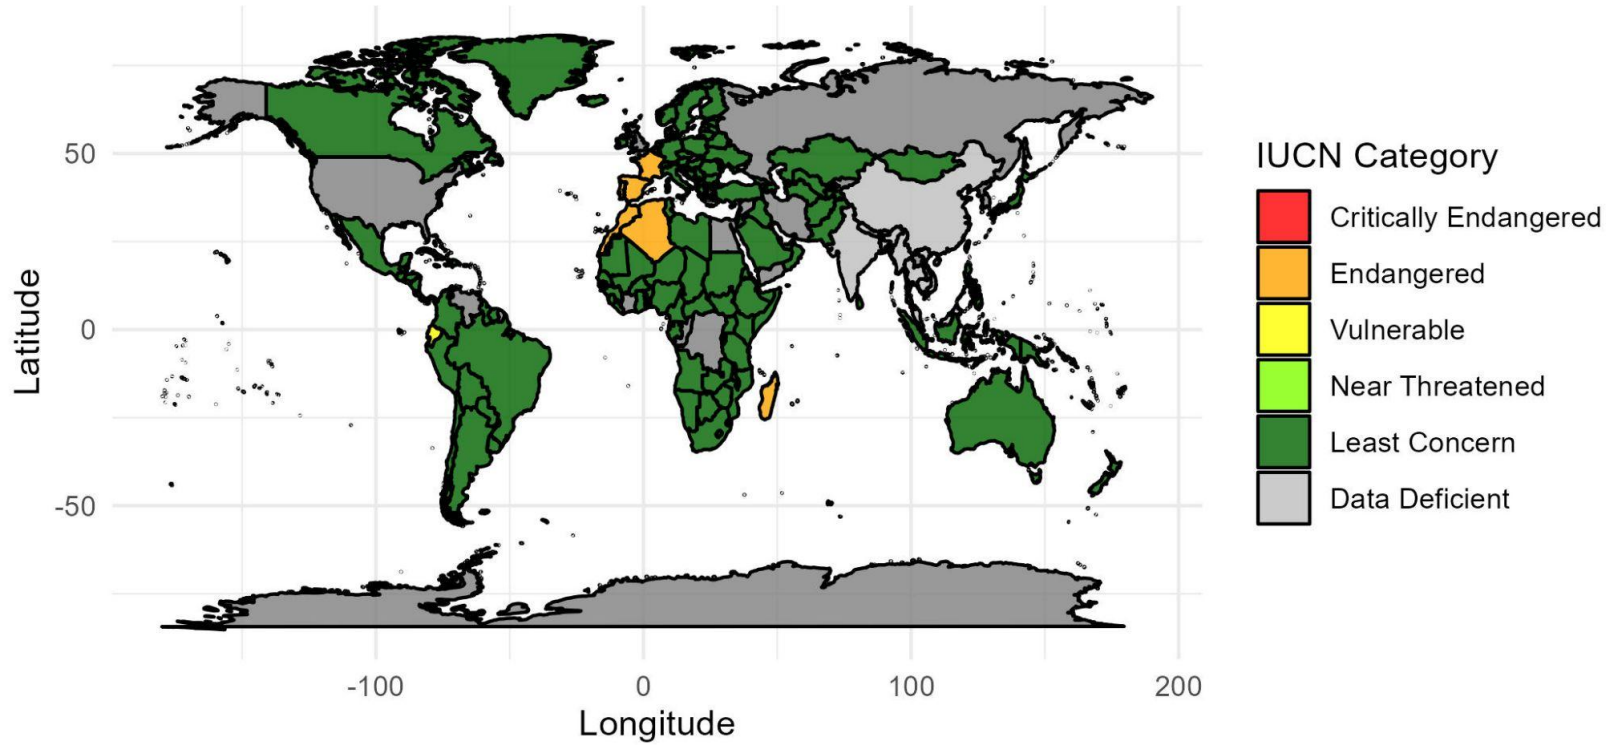 50
0
-50
Latitude
-100
0
100
200
Longitude
IUCN Category
Critically Endangered
Endangered
Vulnerable
Near Threatened
Least Concern
Data Deficient